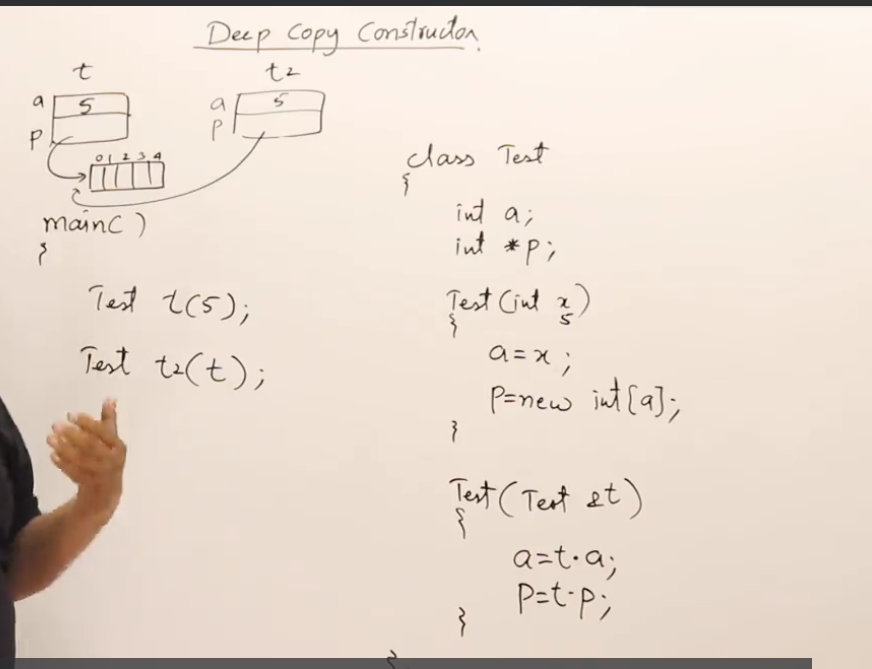 Deep Copy Constructor
t
t2
a 5
p
a 5
p
0 1 2 3 4
main()
{
Test t(5);
Test t2(t);
class Test
{
int a;
int *p;
Test(int x)
5
{
a=x;
p=new int[a];
}
Test(Test &t)
{
a=t.a;
p=t.p;
}
}